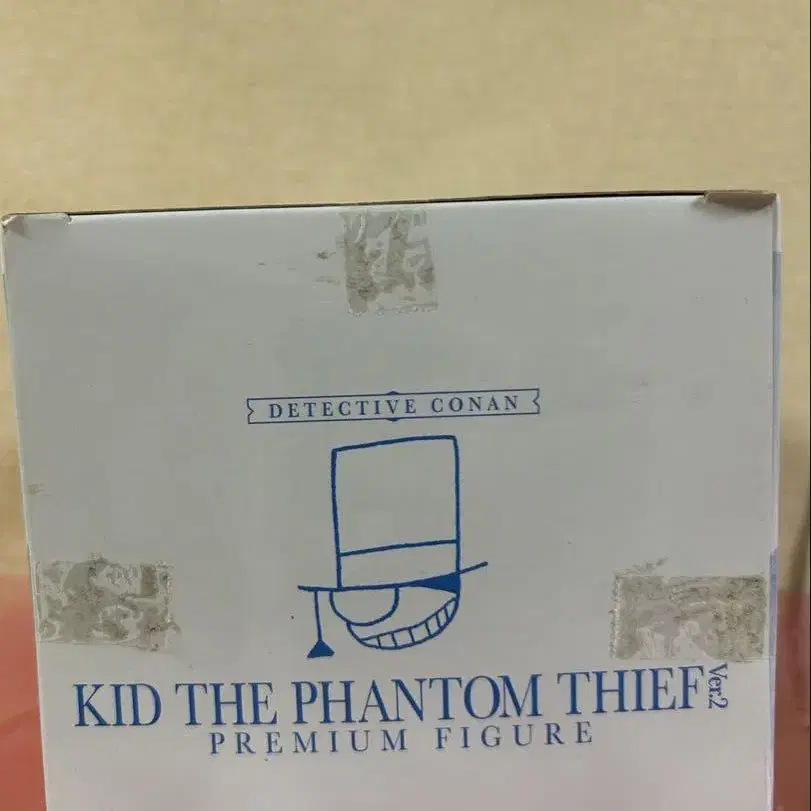 DETECTIVE CONAN
KID THE PHANTOM THIEF Ver.2
PREMIUM FIGURE